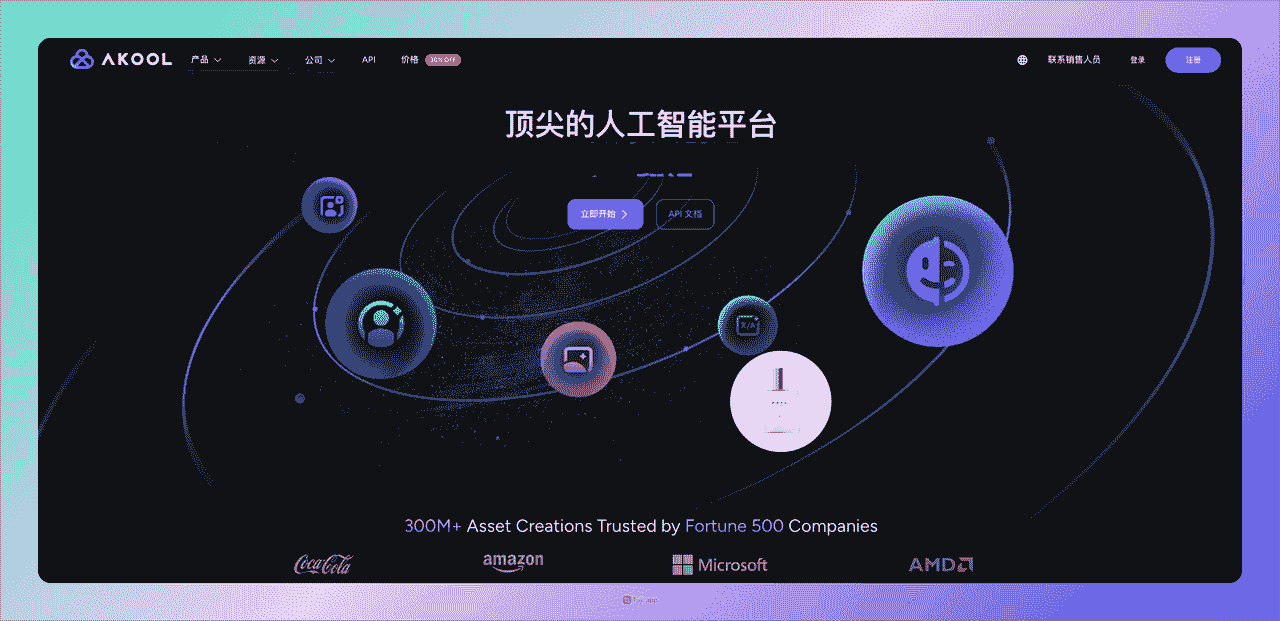 AKOOL
产品
资源
公司
API
价格
30% OFF
联系销售人员
登录
注册
顶尖的人工智能平台
立即开始
API 文档
300M+ Asset Creations Trusted by Fortune 500 Companies
Coca-Cola
amazon
Microsoft
AMD